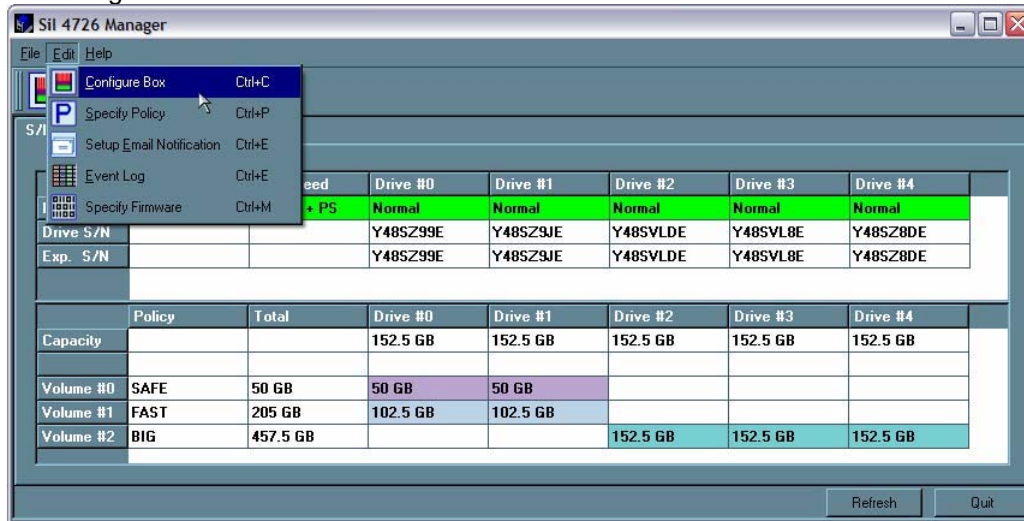 SiI 4726 Manager
File Edit Help
Configure Box Ctrl+C
Specify Policy Ctrl+P
Setup Email Notification Ctrl+E
Event Log Ctrl+E
Specify Firmware Ctrl+M
eed Drive #0 Drive #1 Drive #2 Drive #3 Drive #4
+ PS Normal Normal Normal Normal Normal
Drive S/N Y48SZ99E Y48SZ9JE Y48SVLDE Y48SVL8E Y48SZ8DE
Exp. S/N Y48SZ99E Y48SZ9JE Y48SVLDE Y48SVL8E Y48SZ8DE
Policy Total Drive #0 Drive #1 Drive #2 Drive #3 Drive #4
Capacity 152.5 GB 152.5 GB 152.5 GB 152.5 GB 152.5 GB
Volume #0 SAFE 50 GB 50 GB 50 GB
Volume #1 FAST 205 GB 102.5 GB 102.5 GB
Volume #2 BIG 457.5 GB 152.5 GB 152.5 GB 152.5 GB
Refresh Quit